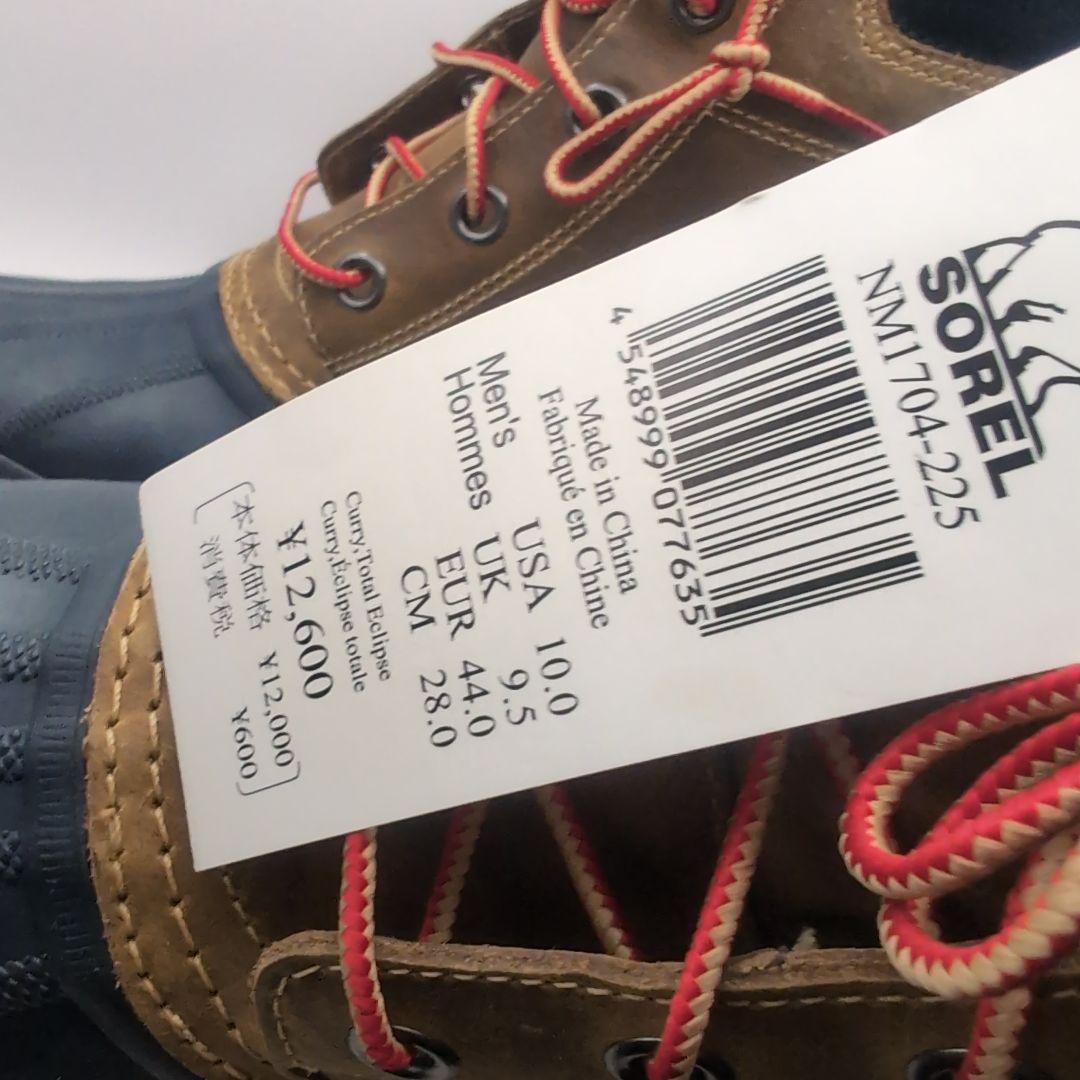 SOREL
NM1704-225
4 548999 077635
Made in China
Fabriqué en Chine
Men's USA 10.0
Hommes UK 9.5
EUR 44.0
CM 28.0
Curry,Total Eclipse
Curry,Éclipse totale
¥12,600
本体価格 ¥12,000
消費税 ¥600